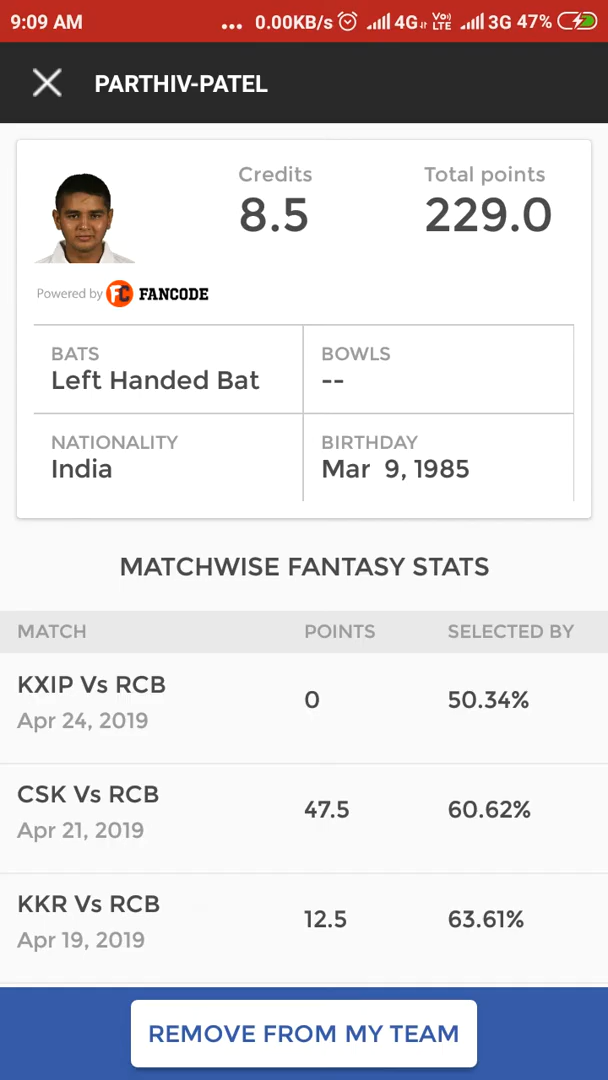 9:09 AM ... 0.00KB/s 4G Vo) LTE 3G 47%
PARTHIV-PATEL
Credits
8.5
Total points
229.0
Powered by FC FANCODE
BATS
Left Handed Bat
BOWLS
--
NATIONALITY
India
BIRTHDAY
Mar 9, 1985
MATCHWISE FANTASY STATS
MATCH POINTS SELECTED BY
KXIP Vs RCB
Apr 24, 2019
0 50.34%
CSK Vs RCB
Apr 21, 2019
47.5 60.62%
KKR Vs RCB
Apr 19, 2019
12.5 63.61%
REMOVE FROM MY TEAM